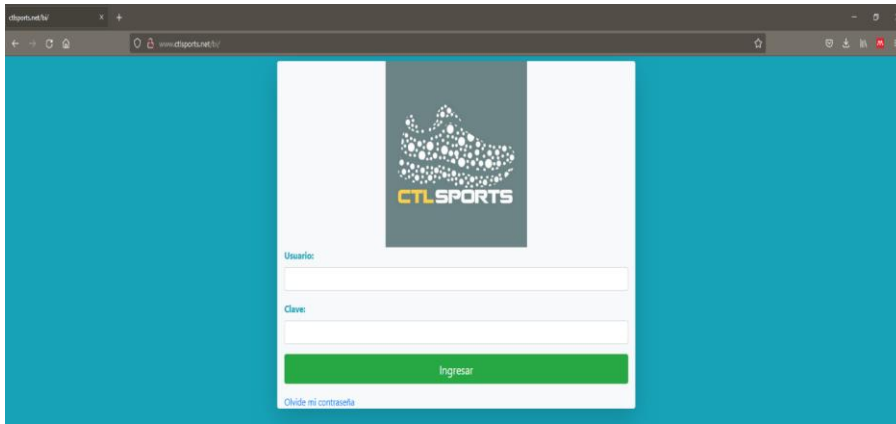 ctlsports.net/bi/
www.ctlsports.net/bi/
CTLSPORTS
Usuario:
Clave:
Ingresar
Olvide mi contraseña